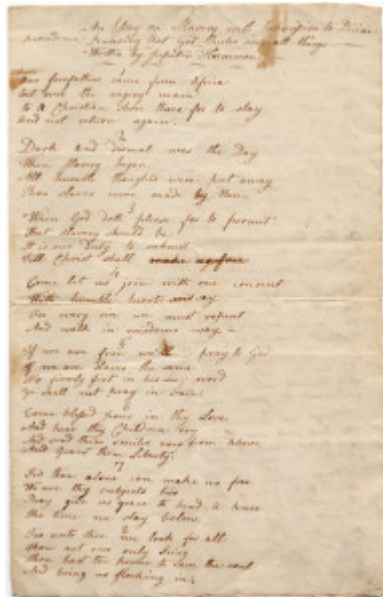 An Essay on Slavery with Submission to Divine
providence knowing that God Rules over all things
Written by Jupiter Hammon
Our forefathers came from Africa
tost over the raging main
to a Christian shore there for to stay
and not return again.
2
Dark and dismal was the Day
When slavery began
All humble thoughts were put away
Then slaves were made by Man.
3
When God doth please for to permit
That slavery should be
It is our duty to submit
Till Christ shall make us free
4
Come let us join with one consent
With humble hearts and say
For every sin we must repent
And walk in wisdoms way
If we are free we'll pray to God
If we are slaves the same
It's firmly fixt in his word
Ye shall not pray in vain.
Come blessed Jesus in thy Love
And hear thy Children cry
And send them smiles now from above
And grant them Liberty.
7
Tis thou alone can make us free
We are thy subjects two
Pray give us grace to bend a knee
The time we stay below
Tis unto thee we look for all
Thou art our only King
Thou hast the power to save the soul
And bring us flocking in.